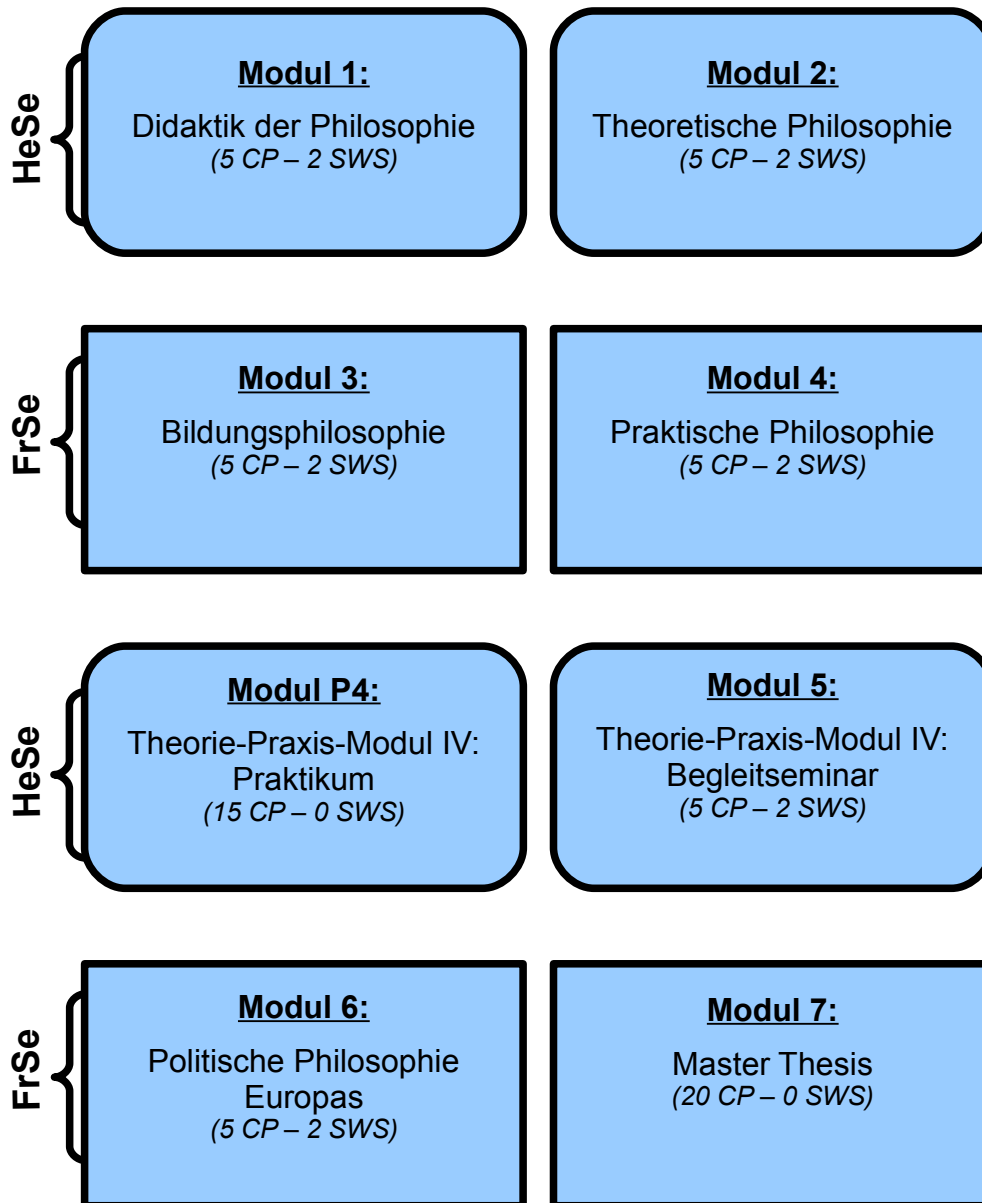 HeSe
Modul 1:
Didaktik der Philosophie
(5 CP – 2 SWS)
Modul 2:
Theoretische Philosophie
(5 CP – 2 SWS)
FrSe
Modul 3:
Bildungsphilosophie
(5 CP – 2 SWS)
Modul 4:
Praktische Philosophie
(5 CP – 2 SWS)
HeSe
Modul P4:
Theorie-Praxis-Modul IV:
Praktikum
(15 CP – 0 SWS)
Modul 5:
Theorie-Praxis-Modul IV:
Begleitseminar
(5 CP – 2 SWS)
FrSe
Modul 6:
Politische Philosophie
Europas
(5 CP – 2 SWS)
Modul 7:
Master Thesis
(20 CP – 0 SWS)